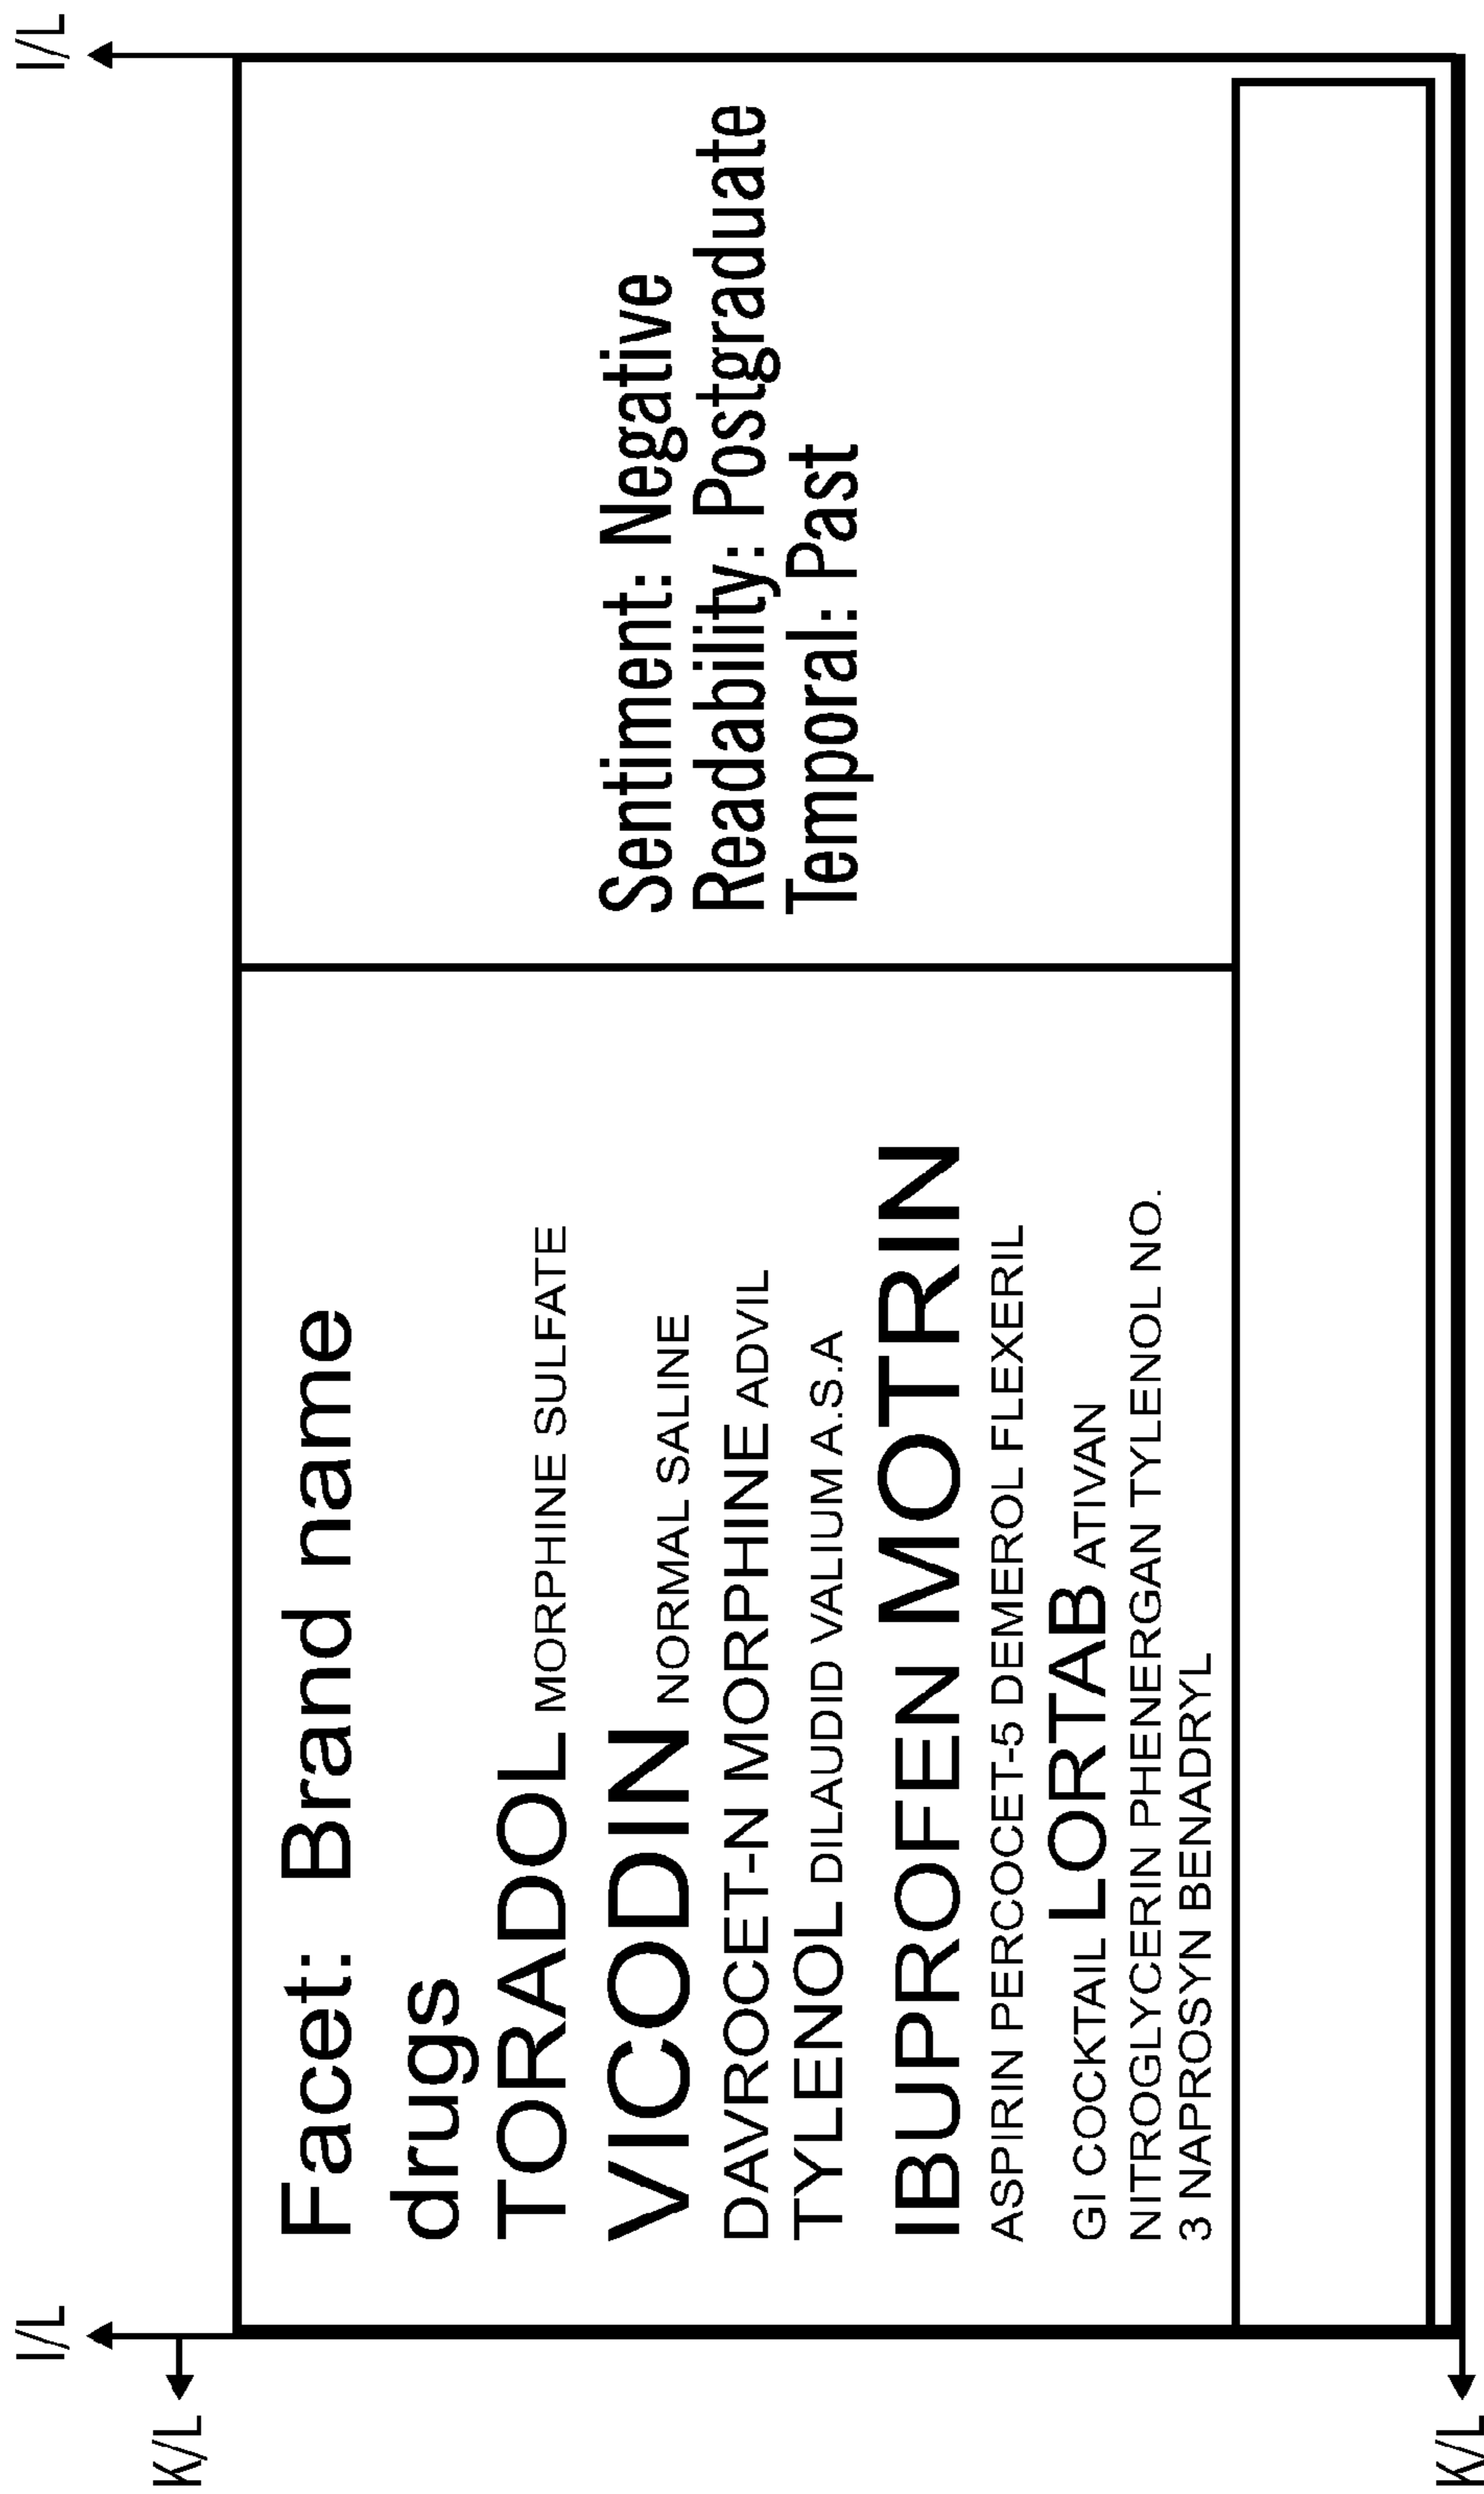 I/L
I/L
K/L
K/L
Facet: Brand name
drugs
TORADOL MORPHINE SULFATE
VICODIN NORMAL SALINE
DAVROCET-N MORPHINE ADVIL
TYLENOL DILAUDID VALIUM A.S.A
IBUPROFEN MOTRIN
ASPIRIN PERCOCET-5 DEMEROL FLEXERIL
GI COCKTAIL LORTAB ATIVAN
NITROGLYCERIN PHENERGAN TYLENOL NO.
3 NAPROSYN BENADRYL
Sentiment: Negative
Readability: Postgraduate
Temporal: Past